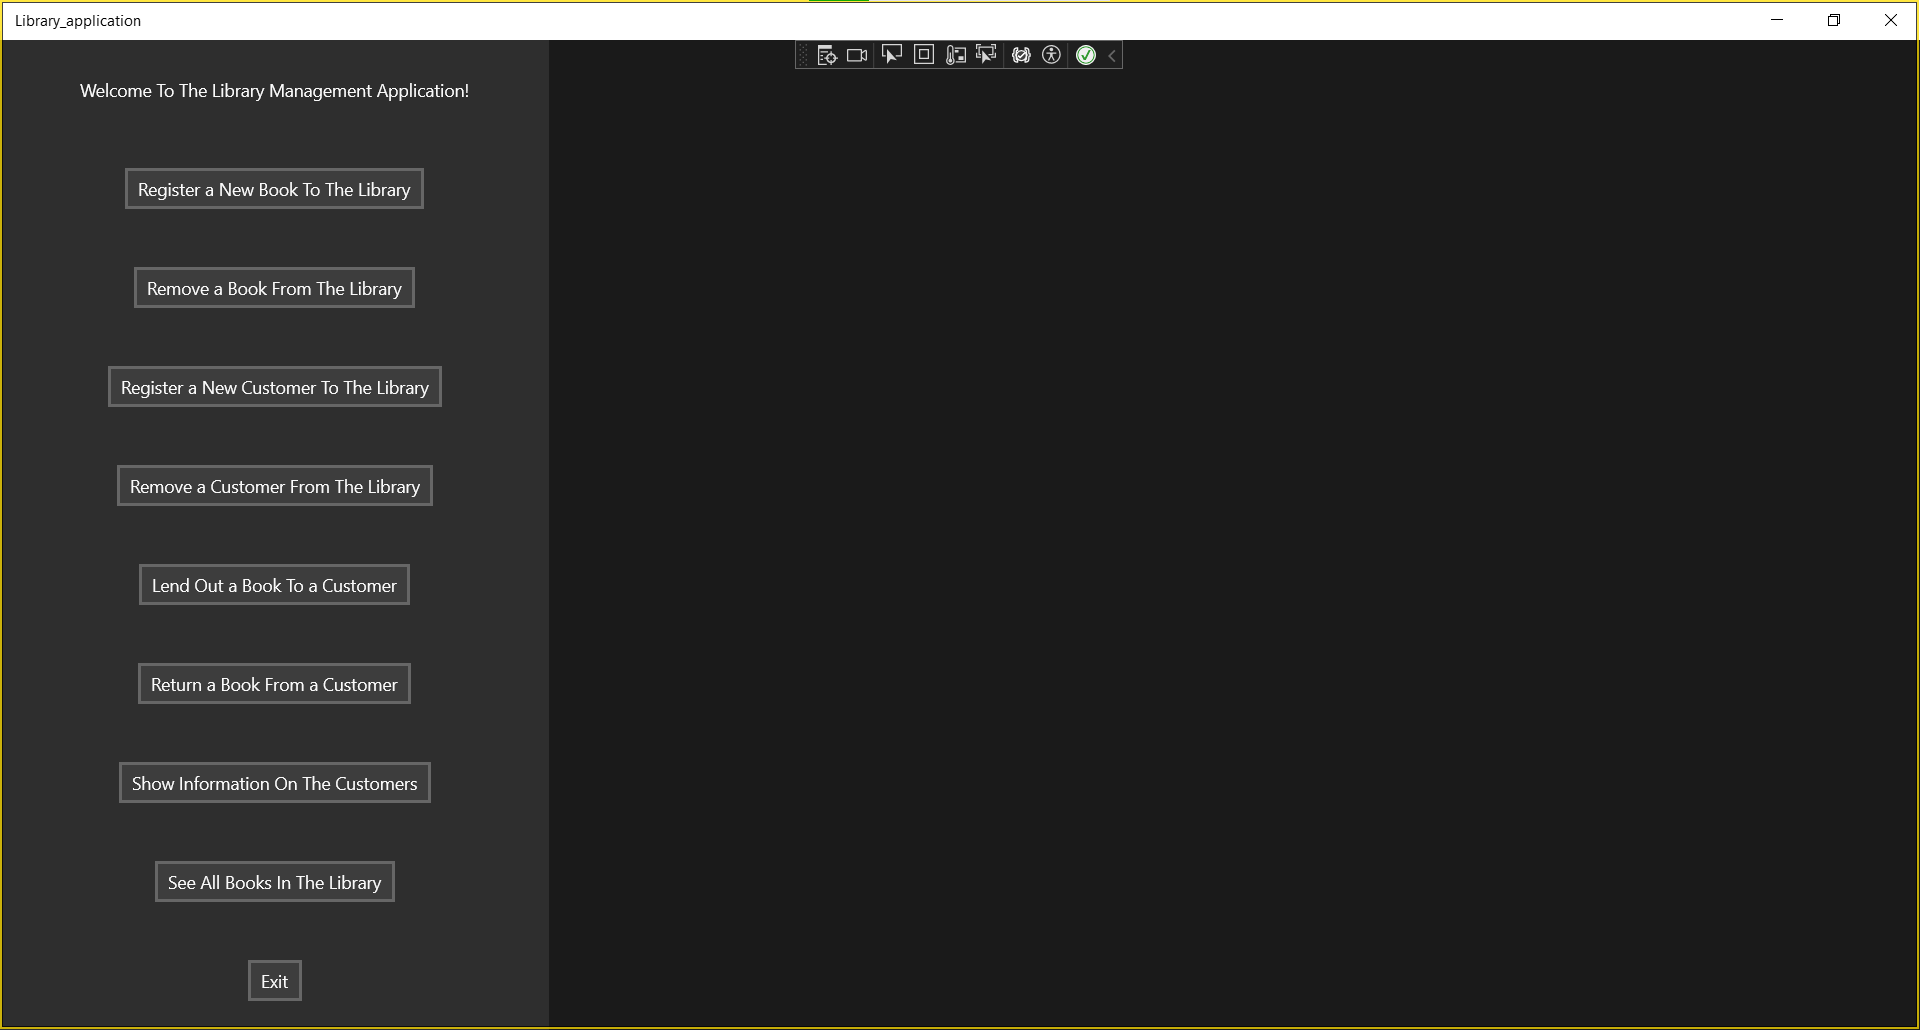 Library_application
Welcome To The Library Management Application!
Register a New Book To The Library
Remove a Book From The Library
Register a New Customer To The Library
Remove a Customer From The Library
Lend Out a Book To a Customer
Return a Book From a Customer
Show Information On The Customers
See All Books In The Library
Exit